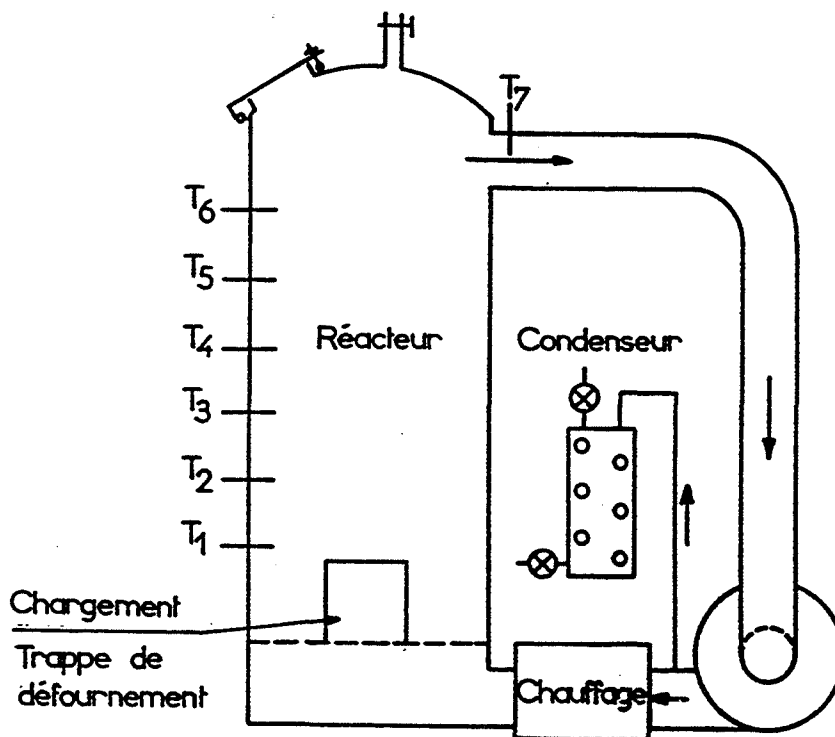 T7
T6
T5
Réacteur
Condenseur
T4
T3
T2
T1
Chargement
Trappe de
défournement
Chauffage